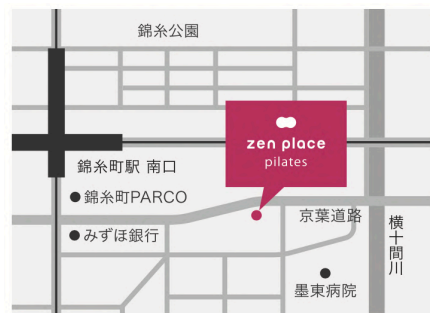 錦糸公園
zen place
pilates
錦糸町駅 南口
錦糸町PARCO
京葉道路
みずほ銀行
横十間川
墨東病院